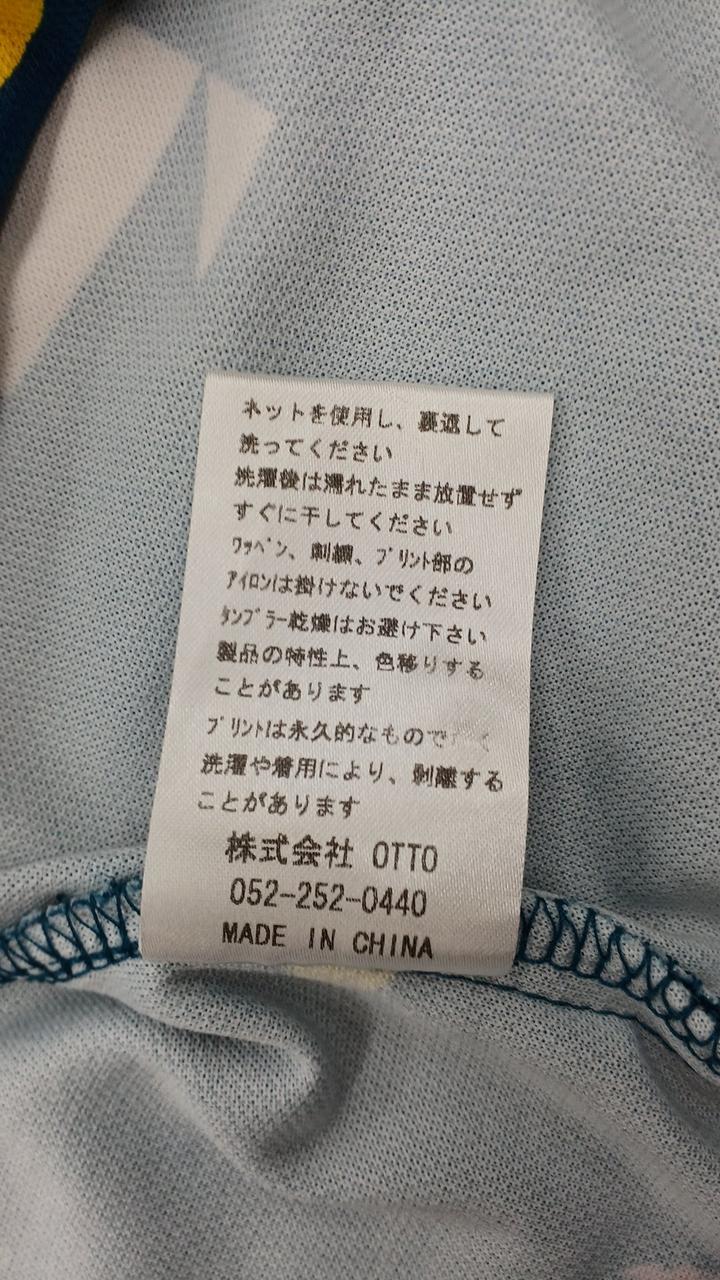 ネットを使用し、裏返して
洗ってください
洗濯後は濡れたまま放置せず
すぐに干してください
ﾜｯﾍﾟﾝ、刺繍、ﾌﾟﾘﾝﾄ部の
ｱｲﾛﾝは掛けないでください
ﾀﾝﾌﾞﾗｰ乾燥はお避け下さい
製品の特性上、色移りする
ことがあります
ﾌﾟﾘﾝﾄは永久的なもので
洗濯や着用により、剥離する
ことがあります
株式会社 OTTO
052-252-0440
MADE IN CHINA